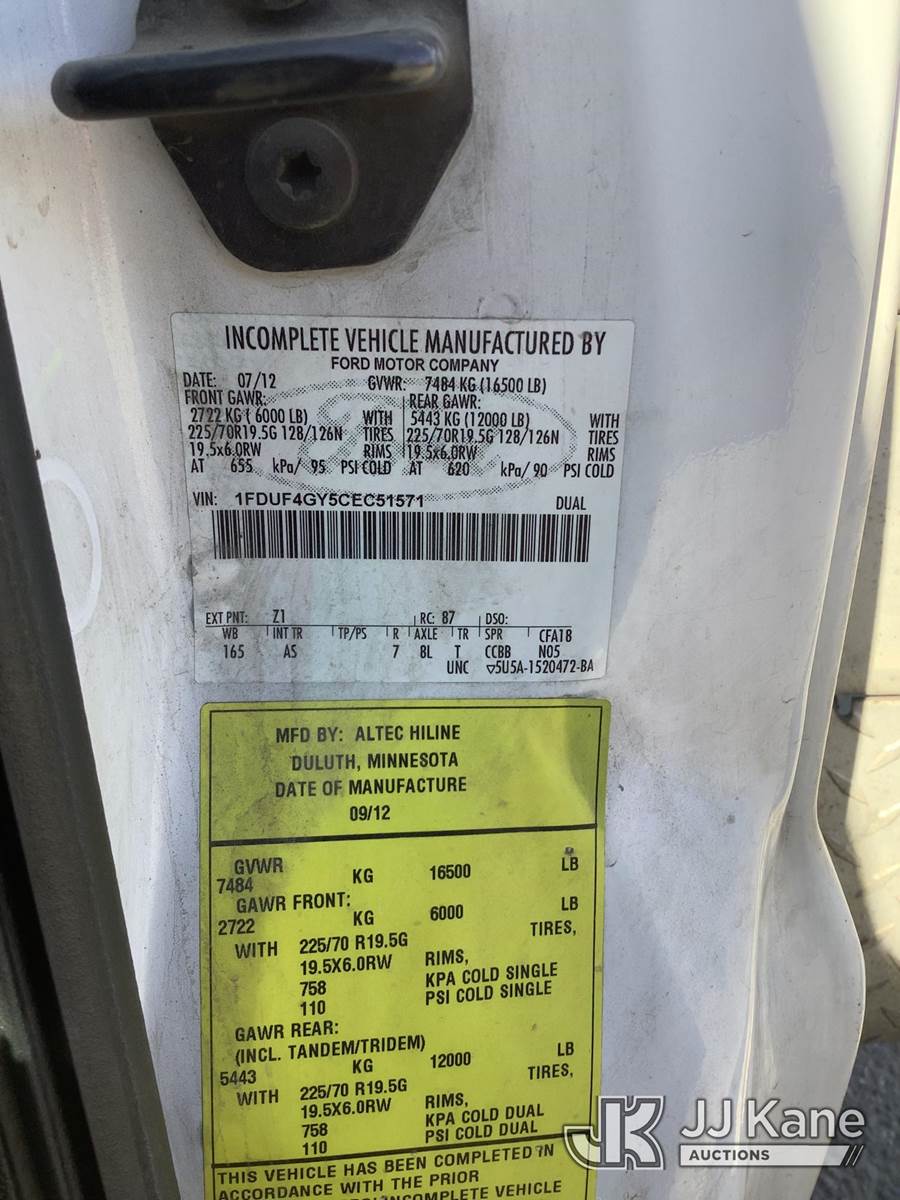 INCOMPLETE VEHICLE MANUFACTURED BY
FORD MOTOR COMPANY
DATE: 07/12 GVWR: 7484 KG (16500 LB)
FRONT GAWR: REAR GAWR:
2722 KG ( 6000 LB) WITH 5443 KG (12000 LB) WITH
225/70R19.5G 128/126N TIRES 225/70R19.5G 128/126N TIRES
19.5x6.0RW RIMS 19.5x6.0RW RIMS
AT 655 kPa/ 95 PSI COLD AT 620 kPa/ 90 PSI COLD
VIN: 1FDUF4GY5CEC51571 DUAL
EXT PNT: Z1 RC: 87 DSO:
WB INT TR TP/PS R AXLE TR SPR CFA18
165 AS 7 8L T CCBB N05
UNC ▽5U5A-1520472-BA
MFD BY: ALTEC HILINE
DULUTH, MINNESOTA
DATE OF MANUFACTURE
09/12
GVWR
7484 KG 16500 LB
GAWR FRONT:
2722 KG 6000 LB
WITH 225/70 R19.5G TIRES,
19.5X6.0RW RIMS,
758 KPA COLD SINGLE
110 PSI COLD SINGLE
GAWR REAR:
(INCL. TANDEM/TRIDEM)
5443 KG 12000 LB
WITH 225/70 R19.5G TIRES,
19.5X6.0RW RIMS,
758 KPA COLD DUAL
110 PSI COLD DUAL
THIS VEHICLE HAS BEEN COMPLETED IN
ACCORDANCE WITH THE PRIOR
INCOMPLETE VEHICLE
JK JJ Kane
AUCTIONS